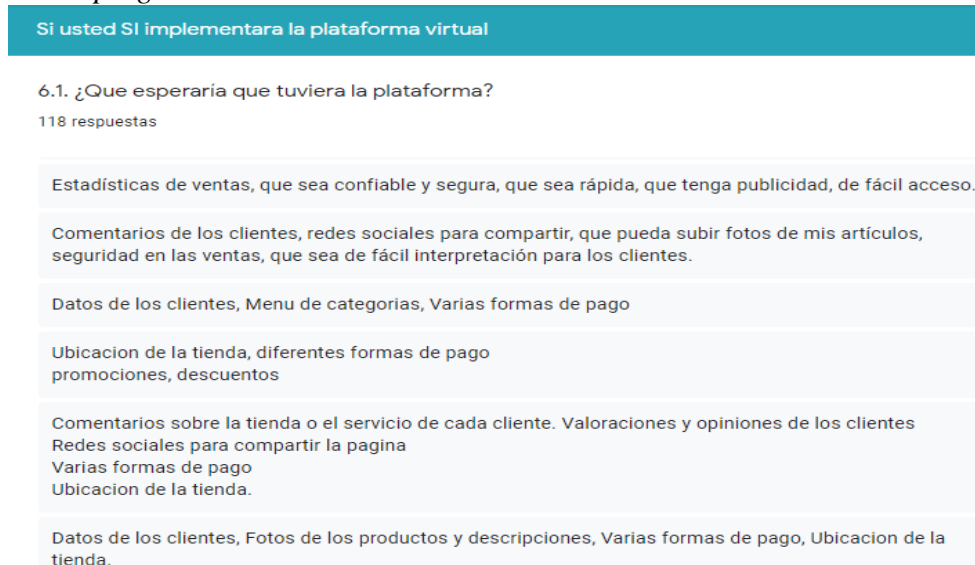 Si usted SI implementara la plataforma virtual
6.1. ¿Que esperaría que tuviera la plataforma?
118 respuestas
Estadísticas de ventas, que sea confiable y segura, que sea rápida, que tenga publicidad, de fácil acceso.
Comentarios de los clientes, redes sociales para compartir, que pueda subir fotos de mis artículos,
seguridad en las ventas, que sea de fácil interpretación para los clientes.
Datos de los clientes, Menu de categorias, Varias formas de pago
Ubicacion de la tienda, diferentes formas de pago
promociones, descuentos
Comentarios sobre la tienda o el servicio de cada cliente. Valoraciones y opiniones de los clientes
Redes sociales para compartir la pagina
Varias formas de pago
Ubicacion de la tienda.
Datos de los clientes, Fotos de los productos y descripciones, Varias formas de pago, Ubicacion de la
tienda.